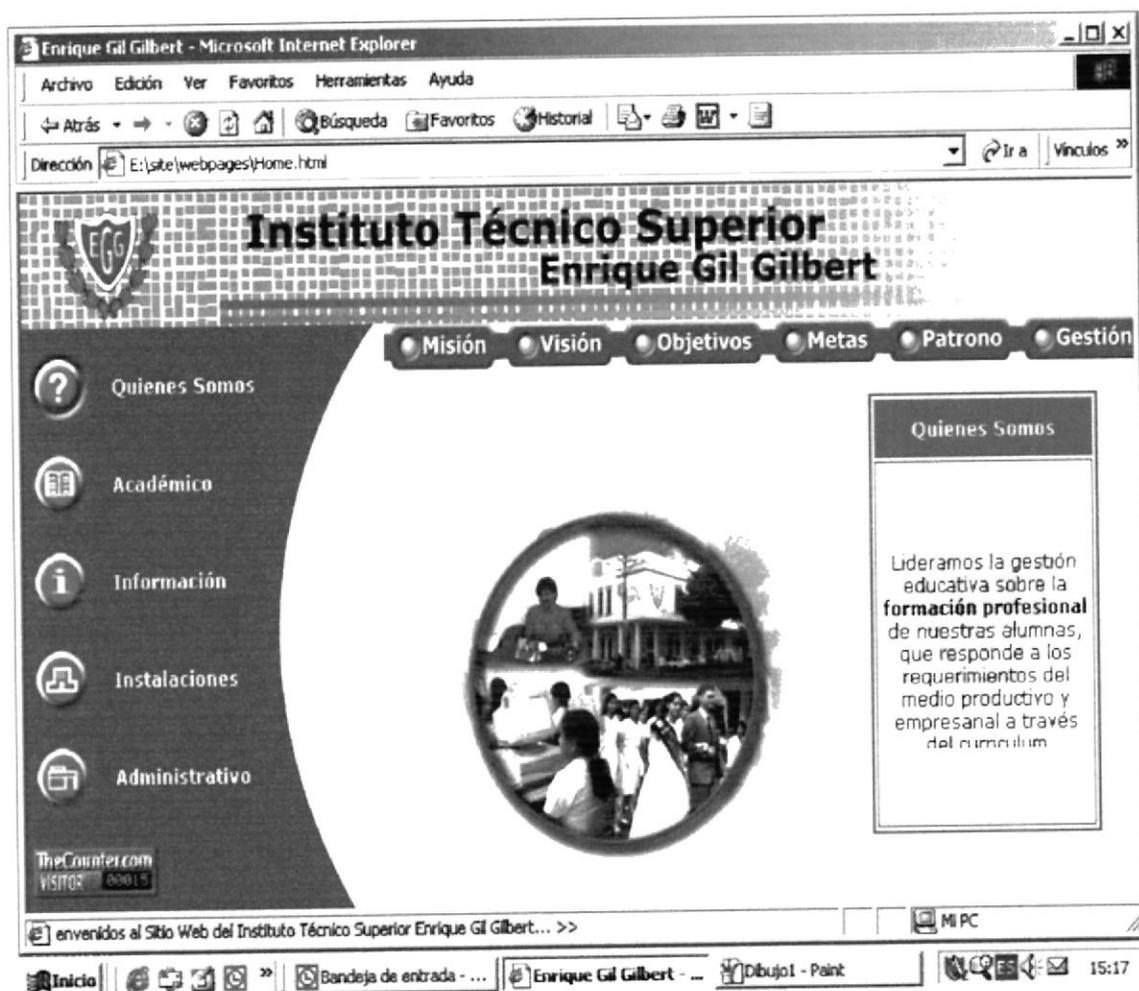 Enrique Gil Gilbert - Microsoft Internet Explorer
Archivo Edición Ver Favoritos Herramientas Ayuda
Atrás Búsqueda Favoritos Historial
Dirección E:\site\webpages\Home.html Ir a Vínculos »
EGG
Instituto Técnico Superior
Enrique Gil Gilbert
Misión Visión Objetivos Metas Patrono Gestión
? Quienes Somos
Académico
i Información
Instalaciones
Administrativo
Quienes Somos
Lideramos la gestión
educativa sobre la
formación profesional
de nuestras alumnas,
que responde a los
requerimientos del
medio productivo y
empresarial a través
del curriculum
TheCounter.com
VISITOR 00015
envenidos al Sitio Web del Instituto Técnico Superior Enrique Gil Gilbert... >> Mi PC
Inicio » Bandeja de entrada - ... Enrique Gil Gilbert - ... Dibujo1 - Paint 15:17